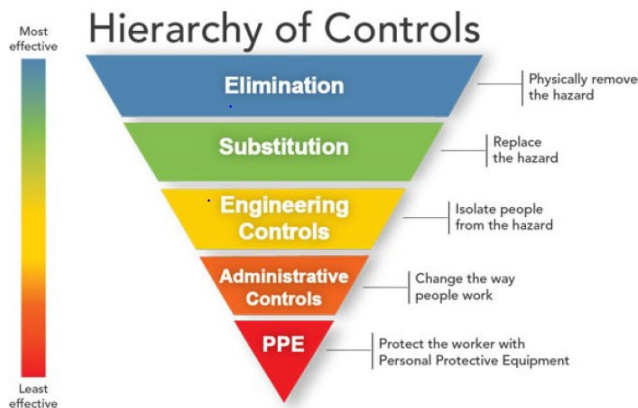 Hierarchy of Controls
Most
effective
Elimination
Physically remove
the hazard
Substitution
Replace
the hazard
Engineering
Controls
Isolate people
from the hazard
Administrative
Controls
Change the way
people work
PPE
Protect the worker with
Personal Protective Equipment
Least
effective